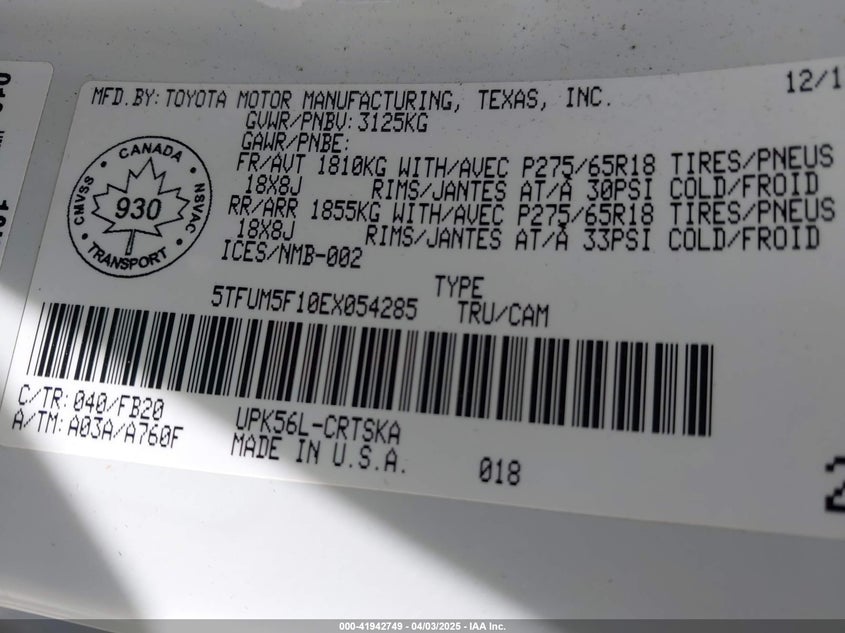 MFD.BY: TOYOTA MOTOR MANUFACTURING, TEXAS, INC. 12/1
GVWR/PNBV: 3125KG
GAWR/PNBE:
FR/AVT 1810KG WITH/AVEC P275/65R18 TIRES/PNEUS
18X8J RIMS/JANTES AT/À 30PSI COLD/FROID
RR/ARR 1855KG WITH/AVEC P275/65R18 TIRES/PNEUS
18X8J RIMS/JANTES AT/À 33PSI COLD/FROID
ICES/NMB-002
CANADA
CMVSS
930
NSVAC
TRANSPORT
5TFUM5F10EX054285 TYPE
TRU/CAM
C/TR: 040/FB20
A/TM: A03A/A760F
UPK56L-CRTSKA
MADE IN U.S.A. 018
2
000-41942749 - 04/03/2025 - IAA Inc.